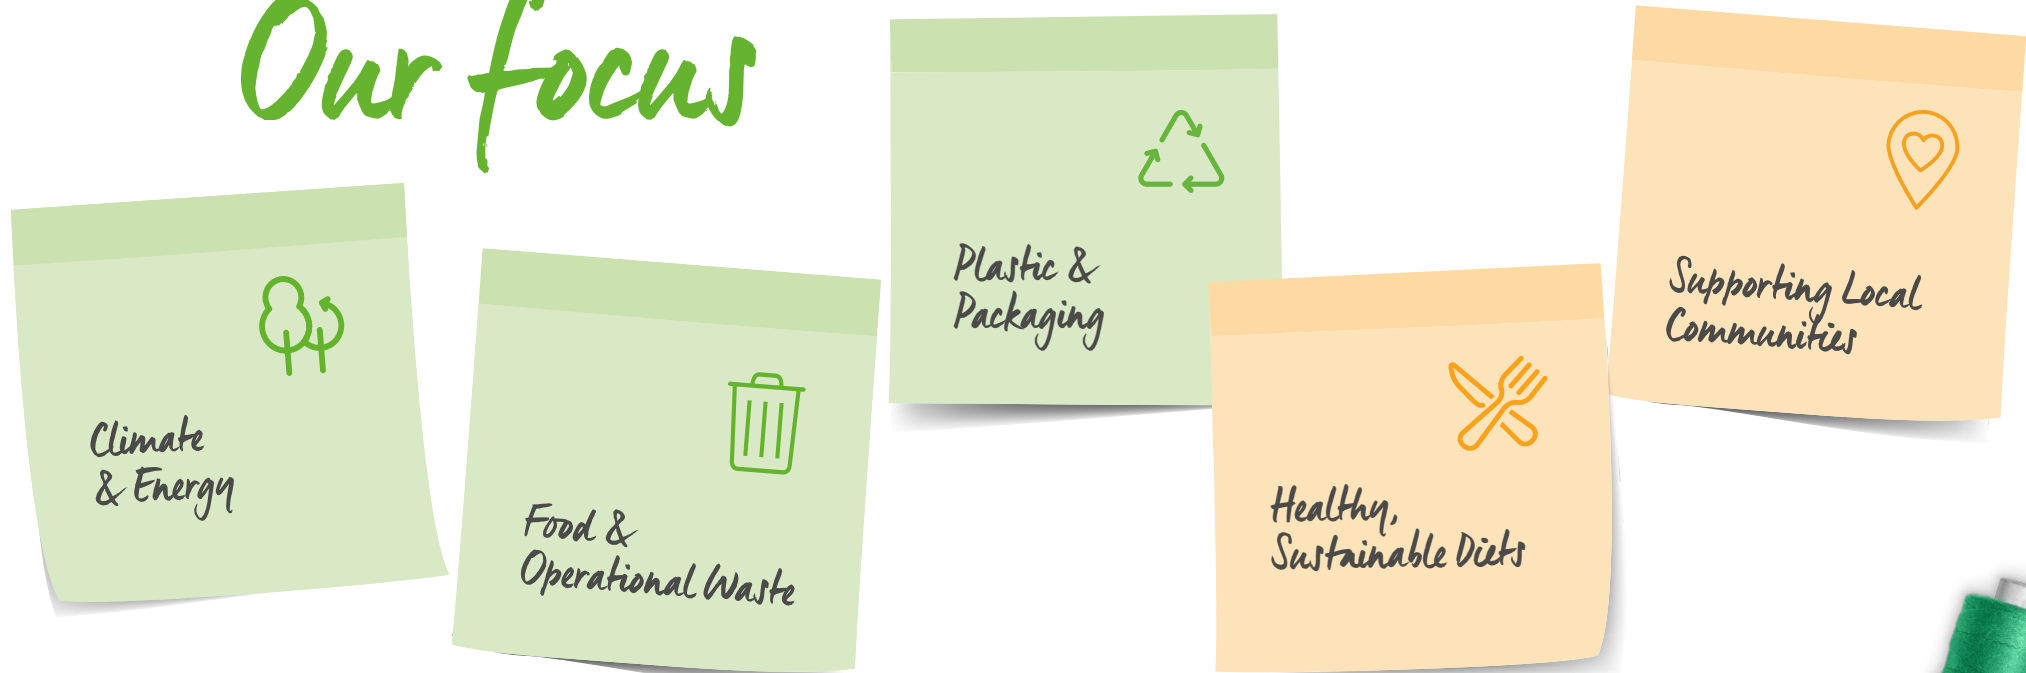 Our focus
Climate
& Energy
Food &
Operational Waste
Plastic &
Packaging
Healthy,
Sustainable Diets
Supporting Local
Communities